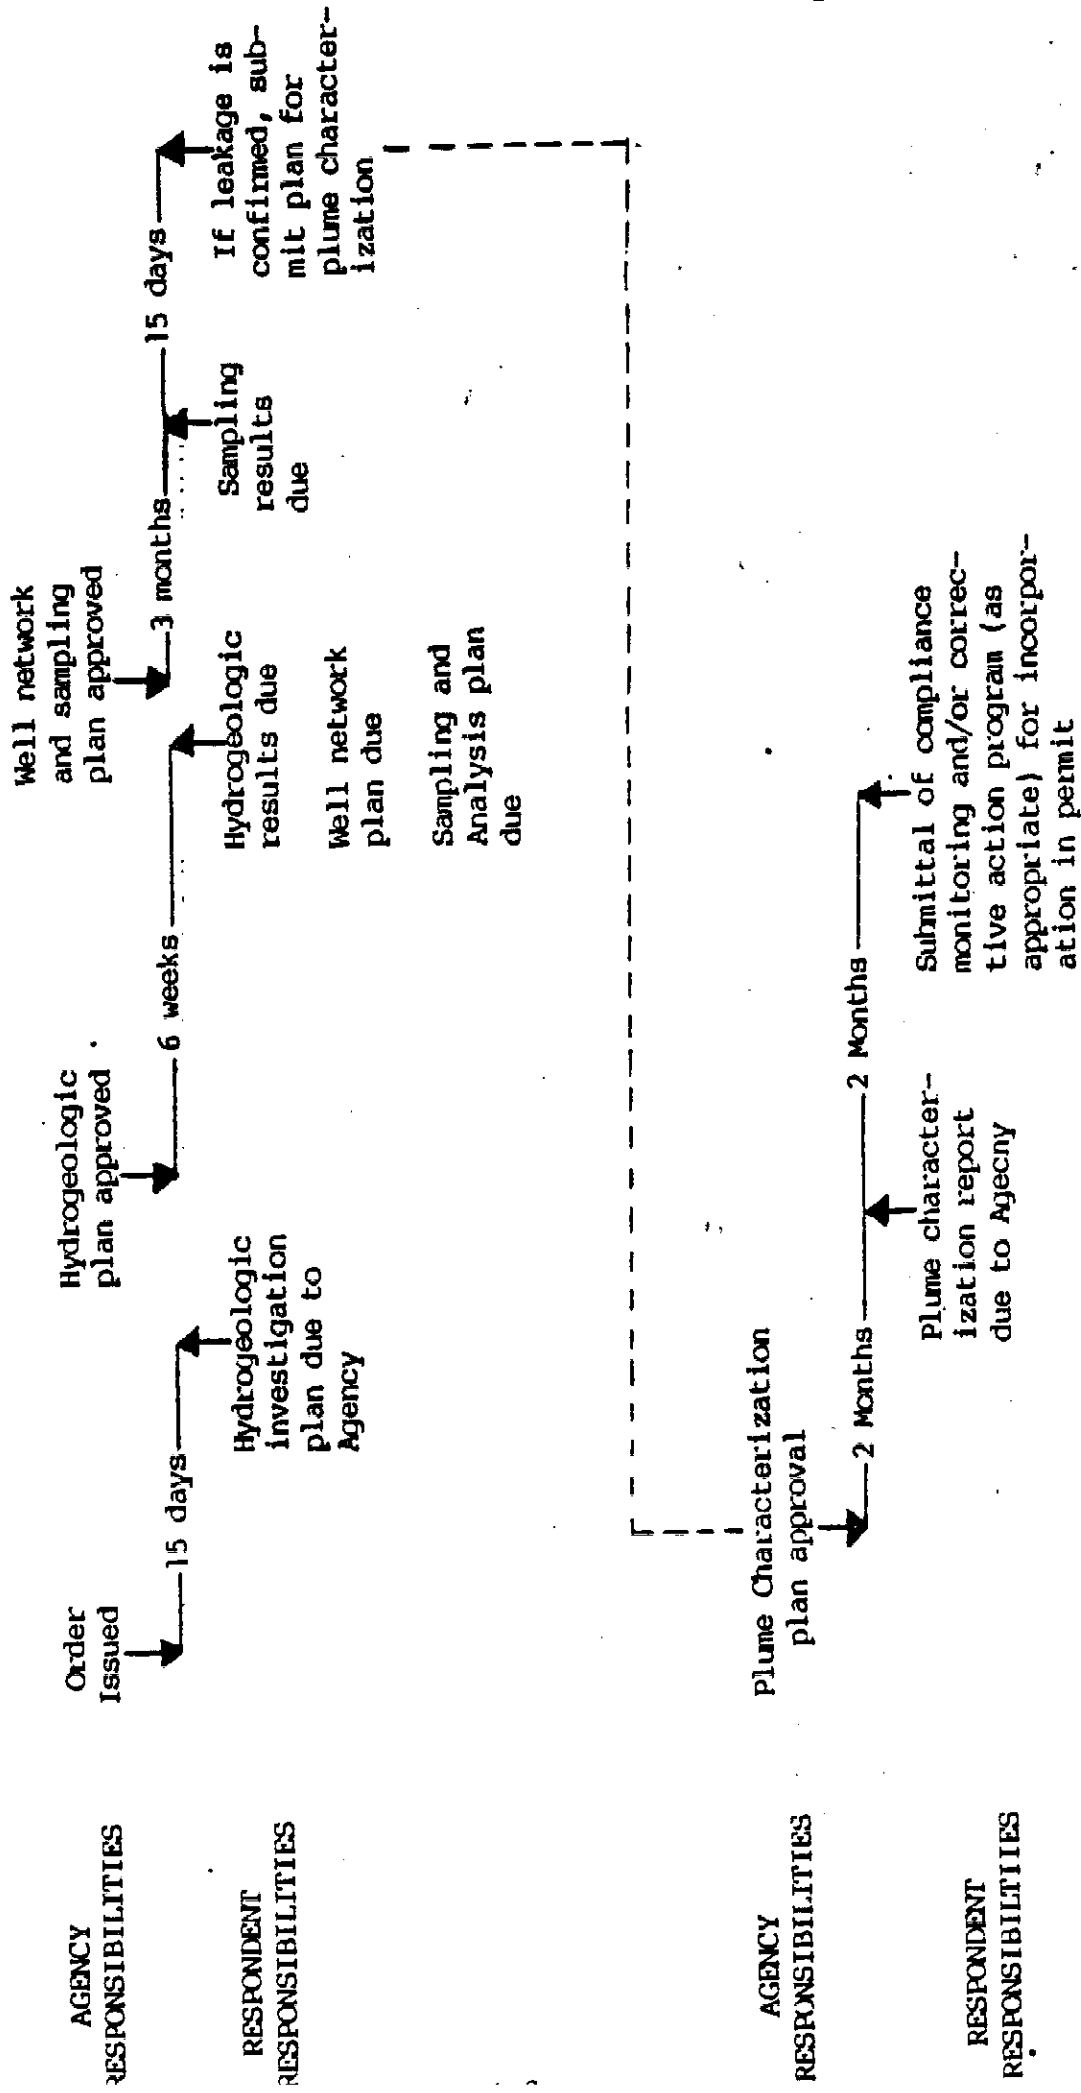 AGENCY
RESPONSIBILITIES
Order
Issued
Hydrogeologic
plan approved
Well network
and sampling
plan approved
15 days
6 weeks
3 months
15 days
RESPONDENT
RESPONSIBILITIES
Hydrogeologic
investigation
plan due to
Agency
Hydrogeologic
results due
Well network
plan due
Sampling and
Analysis plan
due
Sampling
results
due
If leakage is
confirmed, sub-
mit plan for
plume character-
ization
AGENCY
RESPONSIBILITIES
Plume Characterization
plan approval
2 Months
2 Months
RESPONDENT
RESPONSIBILTIIES
Plume character-
ization report
due to Agecny
Submittal of compliance
monitoring and/or correc-
tive action program (as
appropriate) for incorpor-
ation in permit